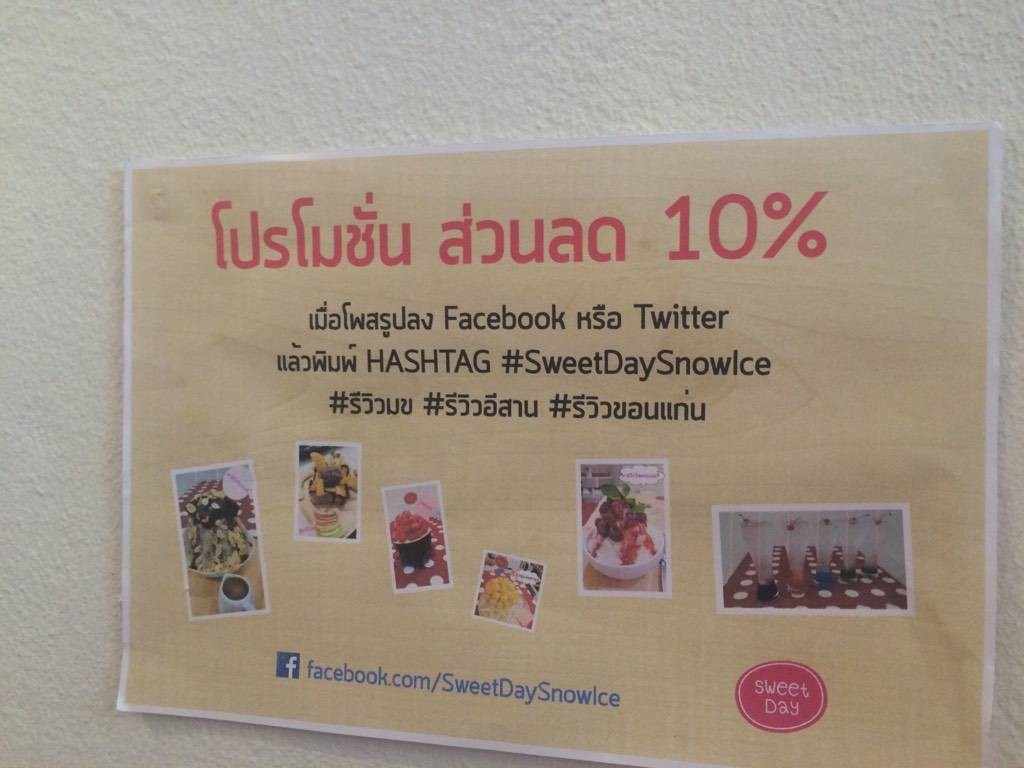 โปรโมชั่น ส่วนลด 10%
เมื่อโพสรูปลง Facebook หรือ Twitter
แล้วพิมพ์ HASHTAG #SweetDaySnowIce
#รีวิวมข #รีวิวอีสาน #รีวิวขอนแก่น
facebook.com/SweetDaySnowIce
sweet
Day